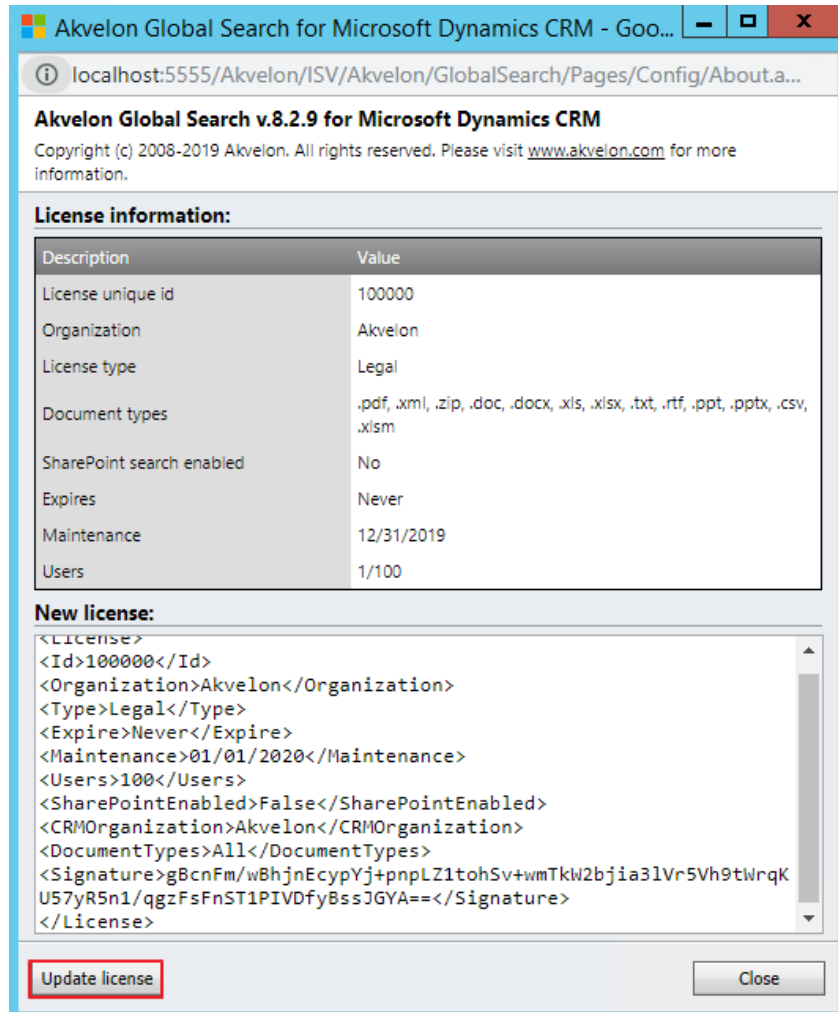 Akvelon Global Search for Microsoft Dynamics CRM - Goo...
localhost:5555/Akvelon/ISV/Akvelon/GlobalSearch/Pages/Config/About.a...
Akvelon Global Search v.8.2.9 for Microsoft Dynamics CRM
Copyright (c) 2008-2019 Akvelon. All rights reserved. Please visit www.akvelon.com for more
information.
License information:
Description Value
License unique id 100000
Organization Akvelon
License type Legal
Document types .pdf, .xml, .zip, .doc, .docx, .xls, .xlsx, .txt, .rtf, .ppt, .pptx, .csv,
.xlsm
SharePoint search enabled No
Expires Never
Maintenance 12/31/2019
Users 1/100
New license:
<License>
<Id>100000</Id>
<Organization>Akvelon</Organization>
<Type>Legal</Type>
<Expire>Never</Expire>
<Maintenance>01/01/2020</Maintenance>
<Users>100</Users>
<SharePointEnabled>False</SharePointEnabled>
<CRMOrganization>Akvelon</CRMOrganization>
<DocumentTypes>All</DocumentTypes>
<Signature>gBcnFm/wBhjnEcypYj+pnpLZ1tohSv+wmTkW2bjia3lVr5Vh9tWrqK
U57yR5n1/qgzFsFnST1PIVDfyBssJGYA==</Signature>
</License>
Update license Close